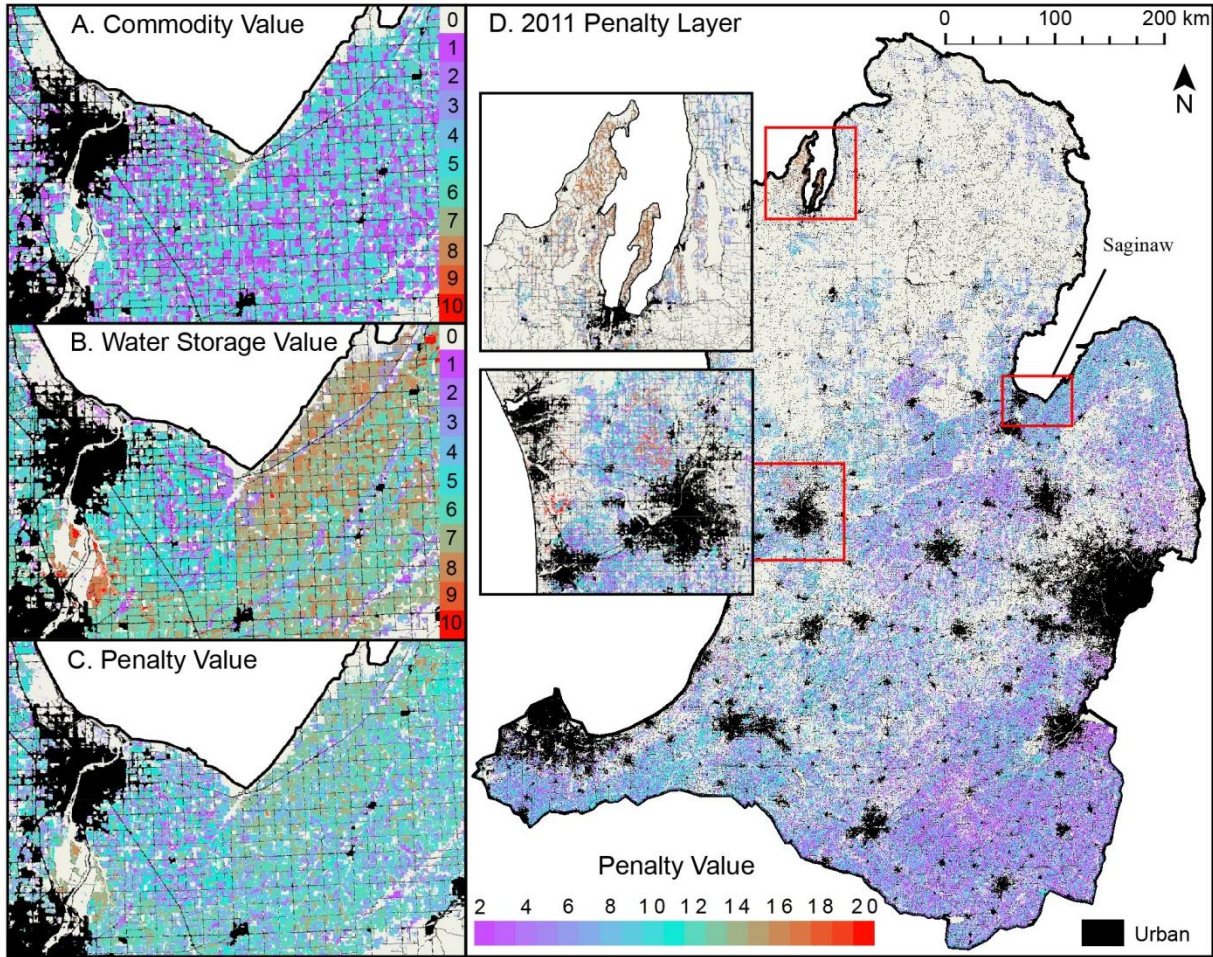 A. Commodity Value
0
1
2
3
4
5
6
7
8
9
10
B. Water Storage Value
0
1
2
3
4
5
6
7
8
9
10
C. Penalty Value
D. 2011 Penalty Layer
0 100 200 km
N
Saginaw
Penalty Value
2 4 6 8 10 12 14 16 18 20
Urban